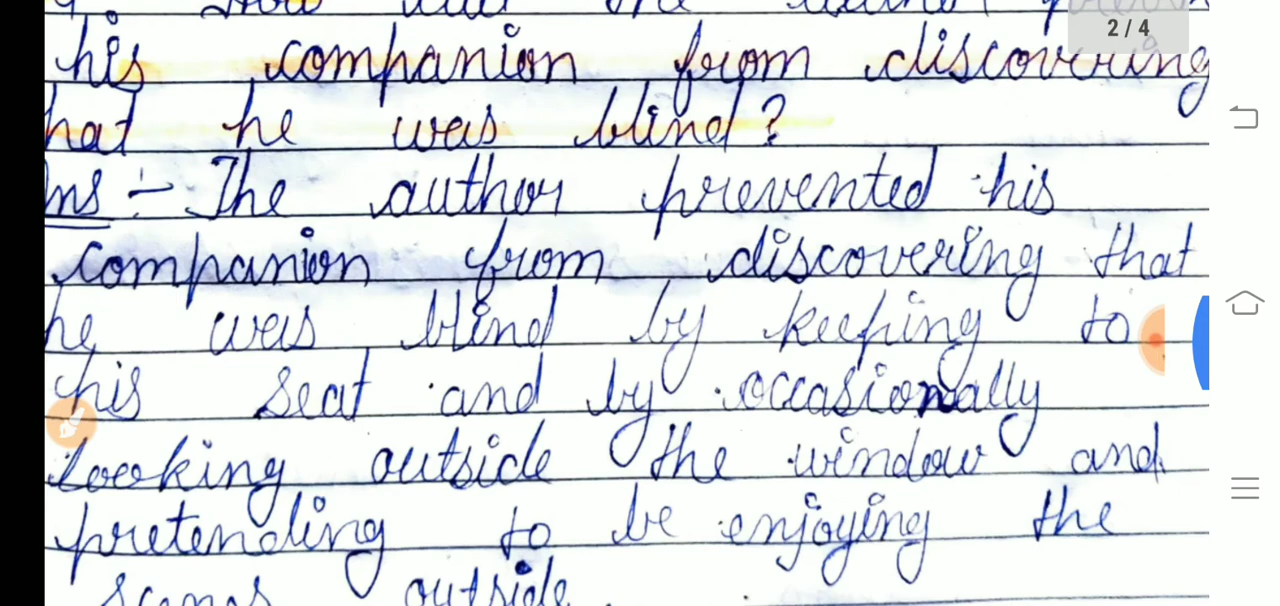 2 / 4
his companion from discovering
hat he was blind?
ns :- The author prevented his
companion from discovering that
he was blind by keeping to
his seat and by occasionally
looking outside the window and
pretending to be enjoying the
scenes outside.